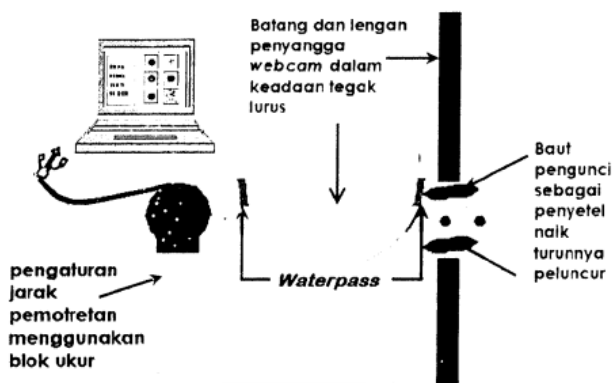 Batang dan lengan
penyangga
webcam dalam
keadaan tegak
lurus
Baut
pengunci
sebagai
penyetel
naik
turunnya
peluncur
Waterpass
pengaturan
jarak
pemotretan
menggunakan
blok ukur